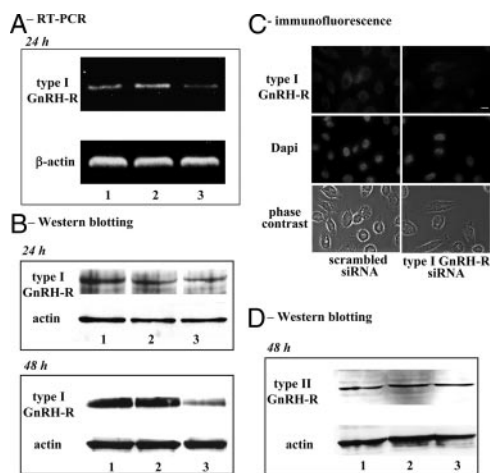 A – RT-PCR
24 h
type I
GnRH-R
β-actin
1 2 3
B – Western blotting
24 h
type I
GnRH-R
actin
1 2 3
48 h
type I
GnRH-R
actin
1 2 3
C - immunofluorescence
type I
GnRH-R
Dapi
phase
contrast
scrambled
siRNA
type I GnRH-R
siRNA
D – Western blotting
48 h
type II
GnRH-R
actin
1 2 3